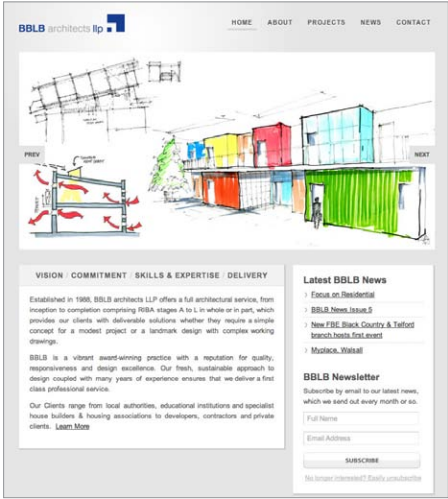 BBLB architects llp
HOME ABOUT PROJECTS NEWS CONTACT
PREV
NEXT
VISION / COMMITMENT / SKILLS & EXPERTISE / DELIVERY
Established in 1988, BBLB architects LLP offers a full architectural service, from
inception to completion comprising RIBA stages A to L in whole or in part, which
provides our clients with deliverable solutions whether they require a simple
concept for a modest project or a landmark design with complex working
drawings.
BBLB is a vibrant award-winning practice with a reputation for quality,
responsiveness and design excellence. Our fresh, sustainable approach to
design coupled with many years of experience ensures that we deliver a first
class professional service.
Our Clients range from local authorities, educational institutions and specialist
house builders & housing associations to developers, contractors and private
clients. Learn More
Latest BBLB News
Focus on Residential
BBLB News Issue 5
New FBE Black Country & Telford
branch hosts first event
Myplace, Walsall
BBLB Newsletter
Subscribe by email to our latest news,
which we send out every month or so.
Full Name
Email Address
SUBSCRIBE
No longer interested? Easily unsubscribe